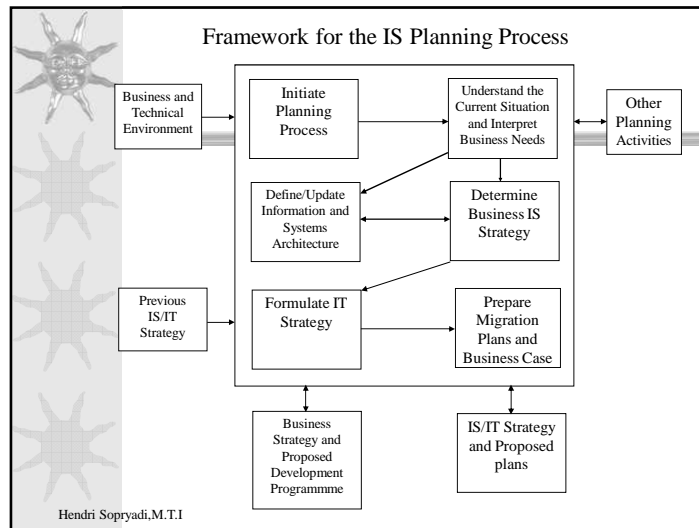 Framework for the IS Planning Process
Business and
Technical
Environment
Initiate
Planning
Process
Understand the
Current Situation
and Interpret
Business Needs
Other
Planning
Activities
Define/Update
Information and
Systems
Architecture
Determine
Business IS
Strategy
Previous
IS/IT
Strategy
Formulate IT
Strategy
Prepare
Migration
Plans and
Business Case
Business
Strategy and
Proposed
Development
Programmme
IS/IT Strategy
and Proposed
plans
Hendri Sopryadi,M.T.I